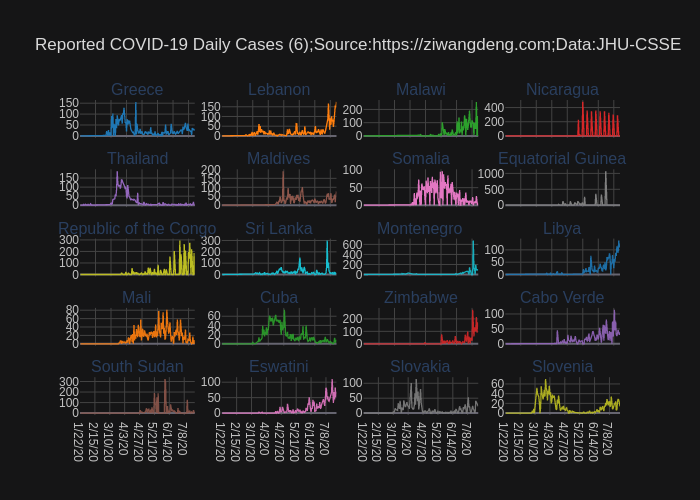 Reported COVID-19 Daily Cases (6);Source:https://ziwangdeng.com;Data:JHU-CSSE
Greece Lebanon Malawi Nicaragua
150 100 50 0
150 100 50 0
200 100 0
400 200 0
Thailand Maldives Somalia Equatorial Guinea
150 100 50 0
200 150 100 50 0
100 50 0
1000 500 0
Republic of the Congo Sri Lanka Montenegro Libya
300 200 100 0
300 200 100 0
600 400 200 0
100 50 0
Mali Cuba Zimbabwe Cabo Verde
80 60 40 20 0
60 40 20 0
200 100 0
100 50 0
South Sudan Eswatini Slovakia Slovenia
300 200 100 0
100 50 0
100 50 0
60 40 20 0
1/22/20 2/15/20 3/10/20 4/3/20 4/27/20 5/21/20 6/14/20 7/8/20
1/22/20 2/15/20 3/10/20 4/3/20 4/27/20 5/21/20 6/14/20 7/8/20
1/22/20 2/15/20 3/10/20 4/3/20 4/27/20 5/21/20 6/14/20 7/8/20
1/22/20 2/15/20 3/10/20 4/3/20 4/27/20 5/21/20 6/14/20 7/8/20